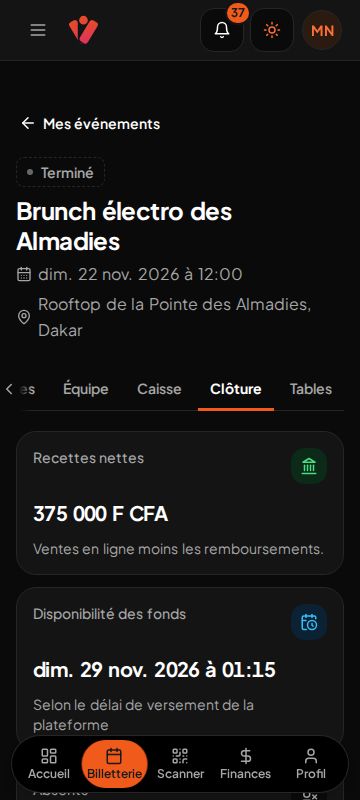 37
MN
Mes événements
Terminé
Brunch électro des
Almadies
dim. 22 nov. 2026 à 12:00
Rooftop de la Pointe des Almadies,
Dakar
es Équipe Caisse Clôture Tables
Recettes nettes
375 000 F CFA
Ventes en ligne moins les remboursements.
Disponibilité des fonds
dim. 29 nov. 2026 à 01:15
Selon le délai de versement de la
plateforme
Accueil Billetterie Scanner Finances Profil